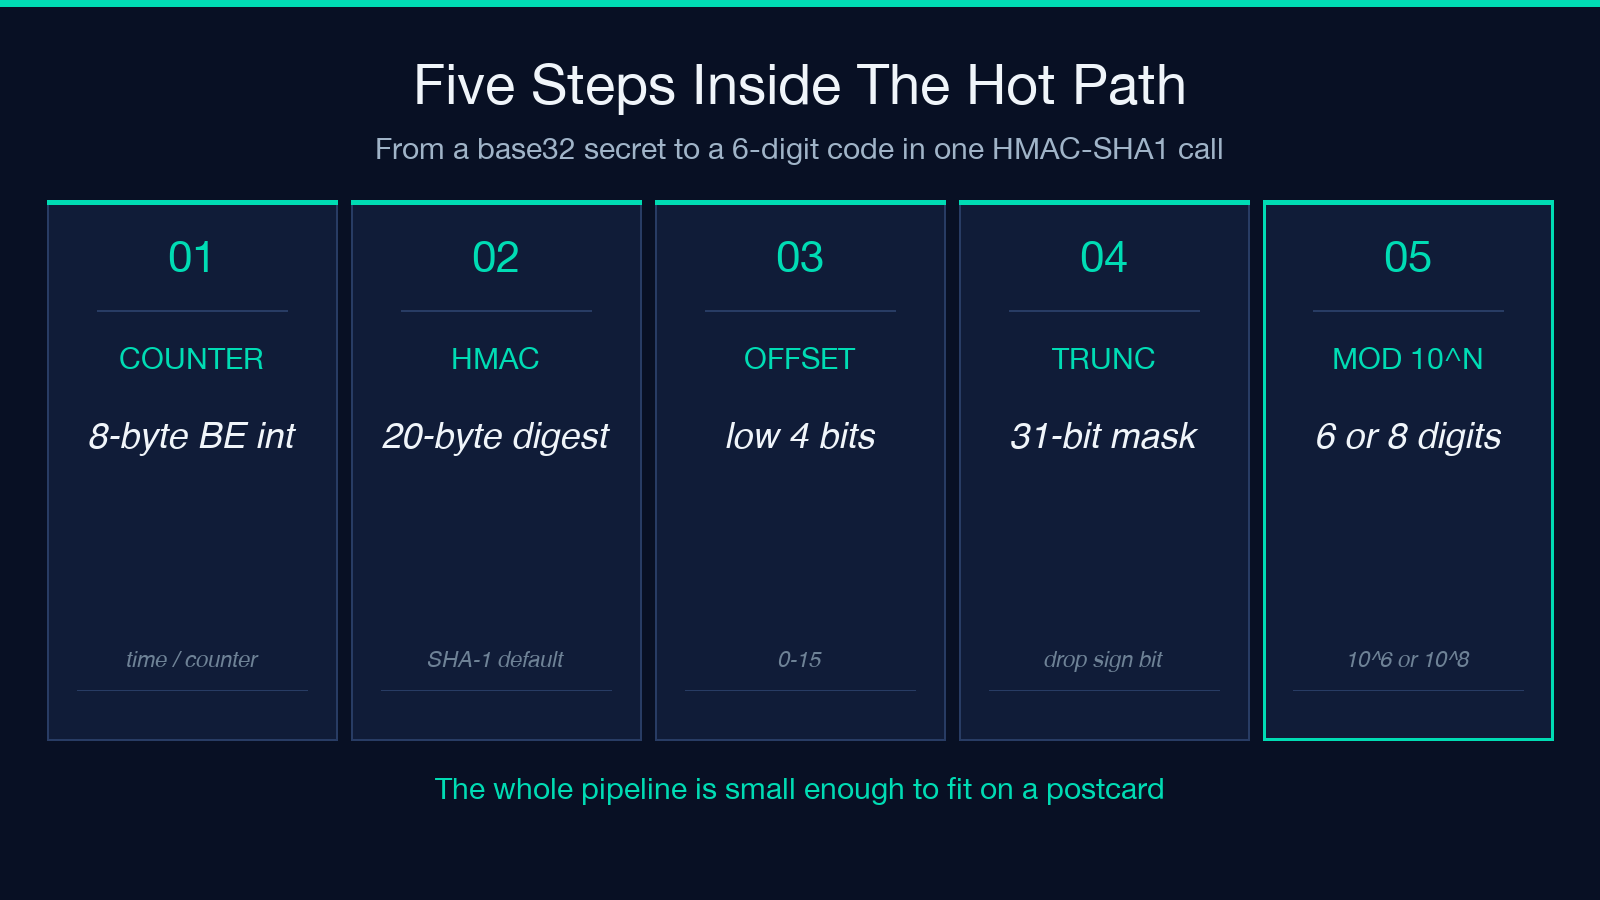 Five Steps Inside The Hot Path
From a base32 secret to a 6-digit code in one HMAC-SHA1 call
01
COUNTER
8-byte BE int
time / counter
02
HMAC
20-byte digest
SHA-1 default
03
OFFSET
low 4 bits
0-15
04
TRUNC
31-bit mask
drop sign bit
05
MOD 10^N
6 or 8 digits
10^6 or 10^8
The whole pipeline is small enough to fit on a postcard